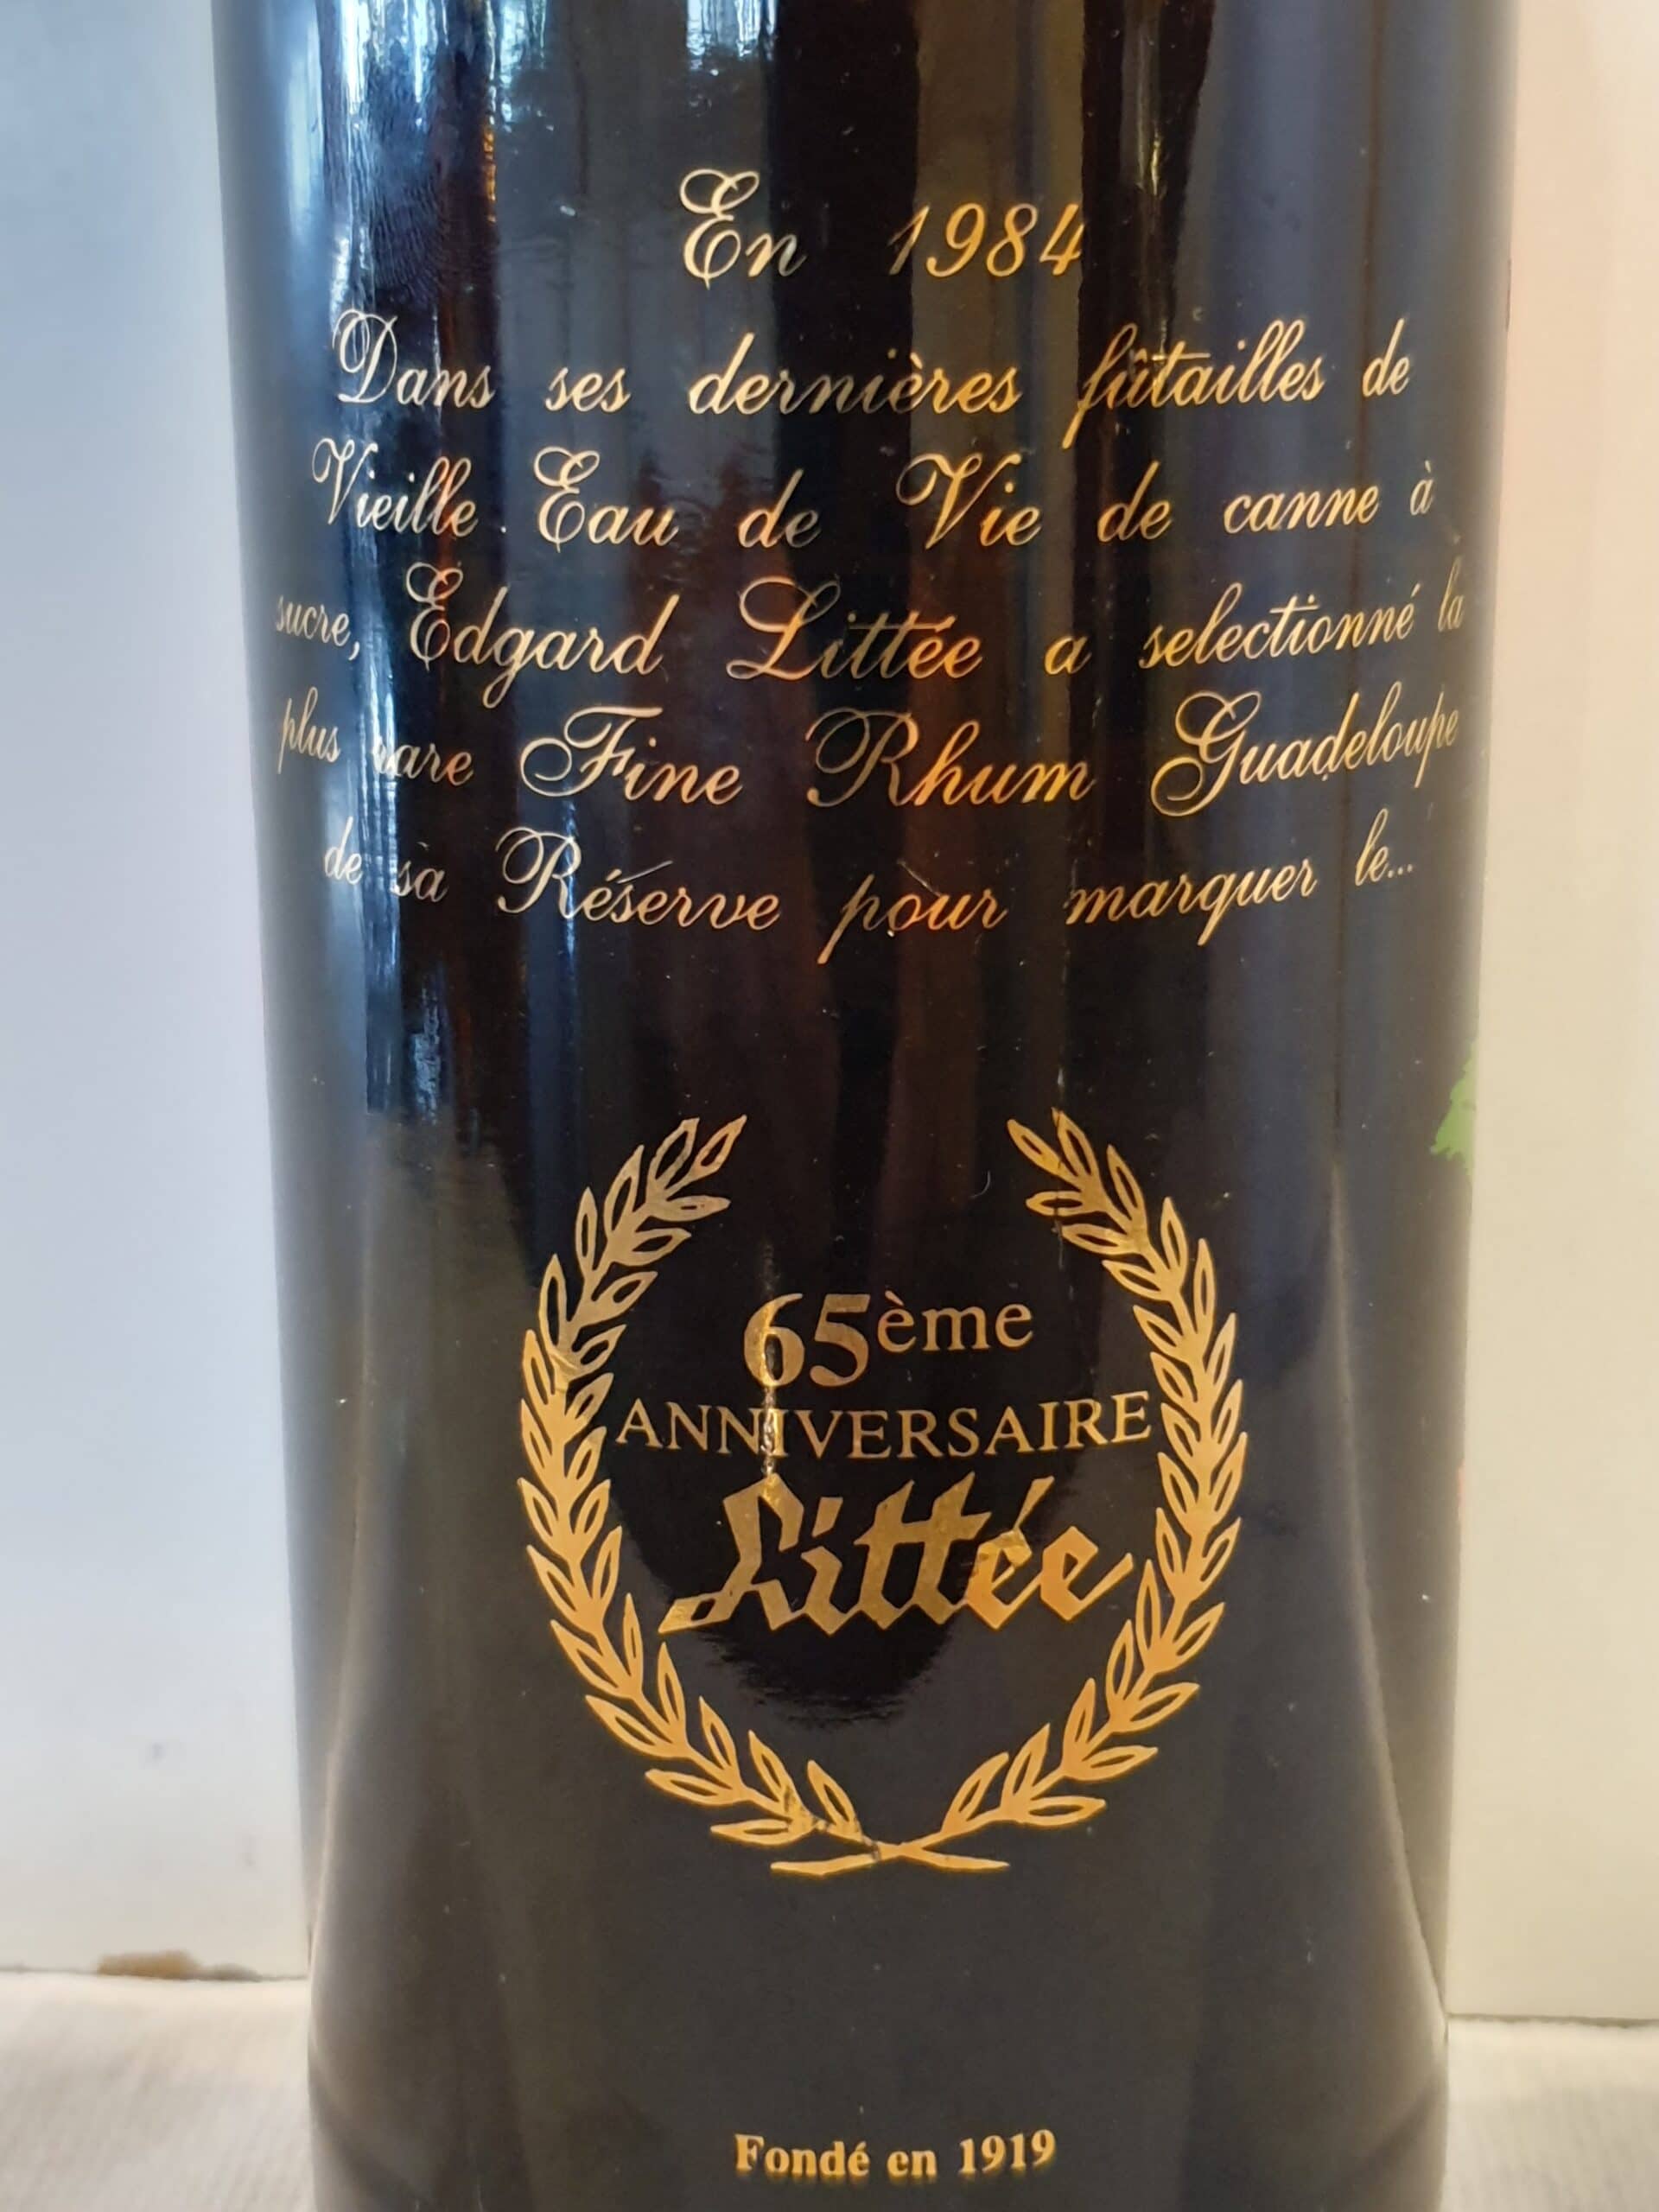 En 1984
Dans ses dernières fûtailles de
Vieille Eau de Vie de canne à
sucre, Edgard Littée a selectionné la
plus rare Fine Rhum Guadeloupe
de sa Réserve pour marquer le...
65ème
ANNIVERSAIRE
Littée
Fondé en 1919